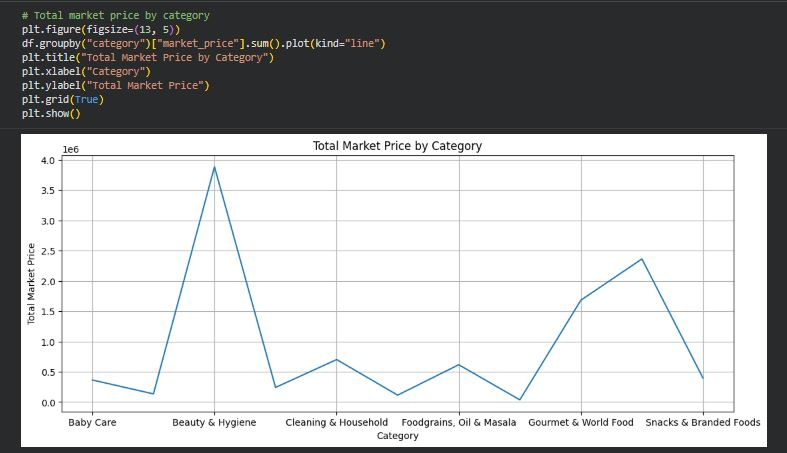 # Total market price by category
plt.figure(figsize=(13, 5))
df.groupby("category")["market_price"].sum().plot(kind="line")
plt.title("Total Market Price by Category")
plt.xlabel("Category")
plt.ylabel("Total Market Price")
plt.grid(True)
plt.show()
Total Market Price by Category
1e6
4.0
3.5
3.0
2.5
2.0
1.5
1.0
0.5
0.0
Total Market Price
Baby Care Beauty & Hygiene Cleaning & Household Foodgrains, Oil & Masala Gourmet & World Food Snacks & Branded Foods
Category